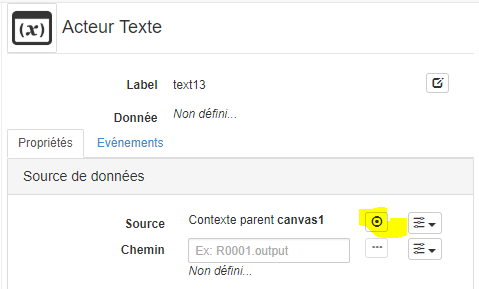 (x)
Acteur Texte
Label text13
Donnée Non défini...
Propriétés Evénements
Source de données
Source Contexte parent canvas1
Chemin Ex: R0001.output
Non défini...